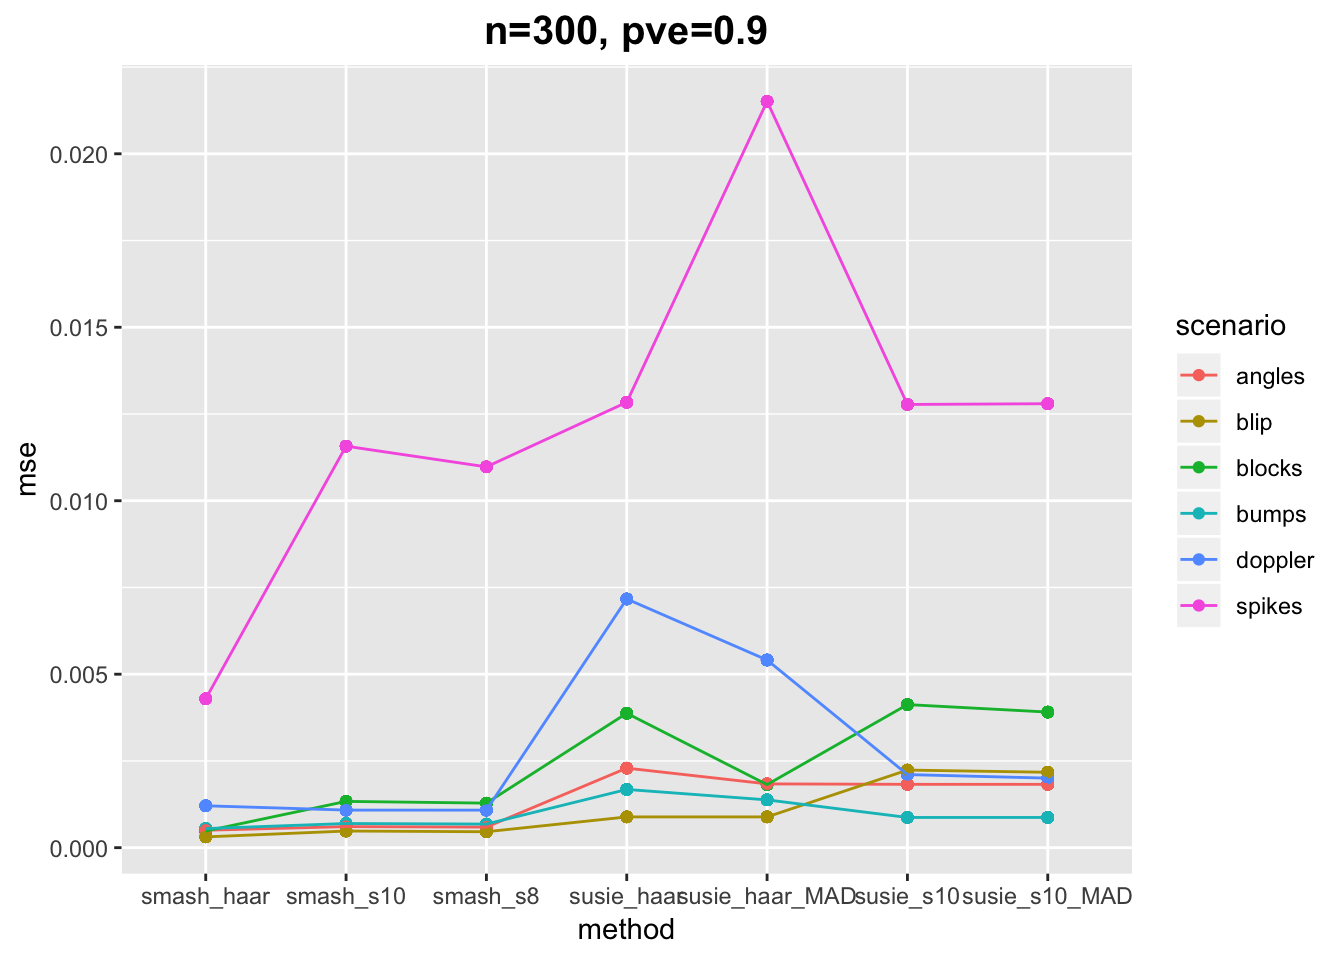 n=300, pve=0.9
mse
0.020
0.015
0.010
0.005
0.000
smash_haar smash_s10 smash_s8 susie_haar susie_haar_MAD susie_s10 susie_s10_MAD
method
scenario
angles
blip
blocks
bumps
doppler
spikes